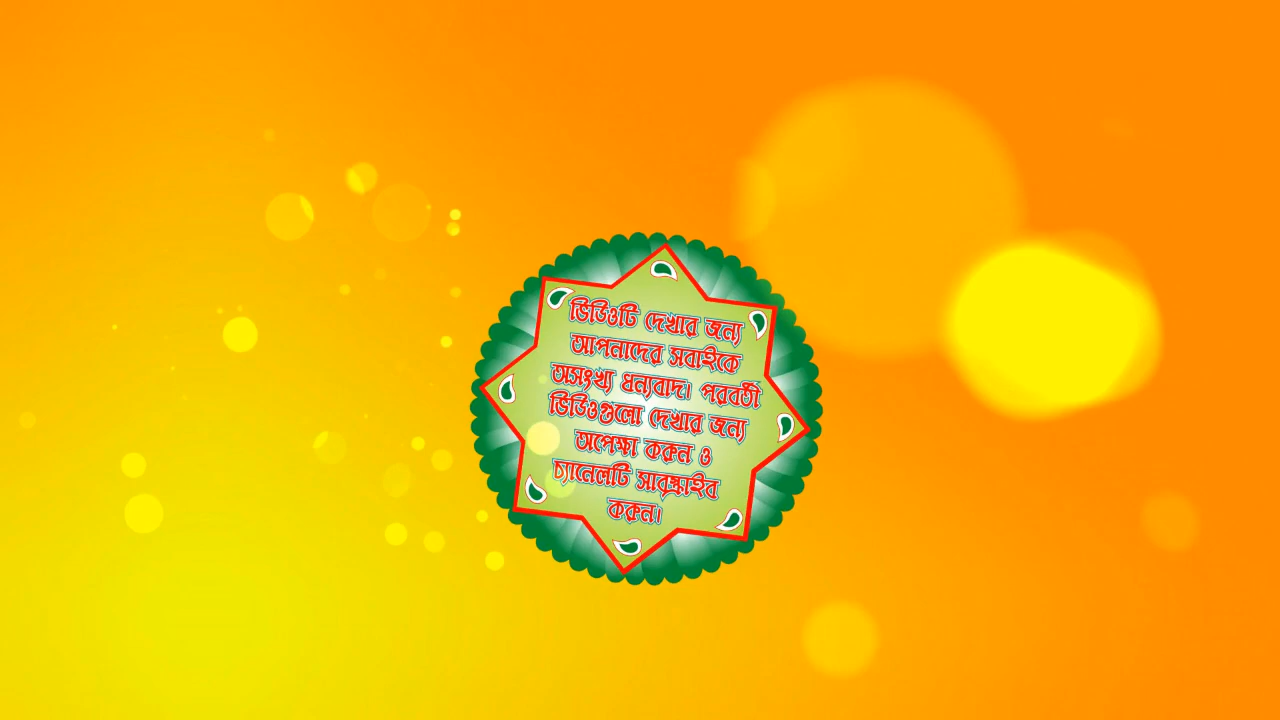 ভিডিওটি দেখার জন্য
আপনাদের সবাইকে
অসংখ্য ধন্যবাদ। পরবর্তী
ভিডিওগুলো দেখার জন্য
অপেক্ষা করুন ও
চ্যানেলটি সাবস্ক্রাইব
করুন।